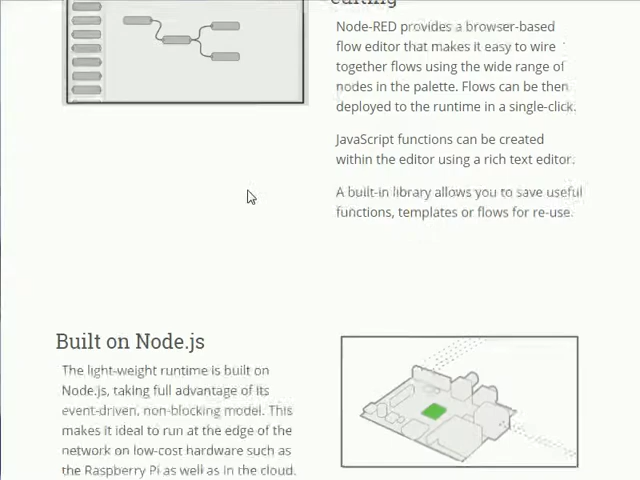 editing
Node-RED provides a browser-based
flow editor that makes it easy to wire
together flows using the wide range of
nodes in the palette. Flows can be then
deployed to the runtime in a single-click.
JavaScript functions can be created
within the editor using a rich text editor.
A built-in library allows you to save useful
functions, templates or flows for re-use.
Built on Node.js
The light-weight runtime is built on
Node.js, taking full advantage of its
event-driven, non-blocking model. This
makes it ideal to run at the edge of the
network on low-cost hardware such as
the Raspberry Pi as well as in the cloud.